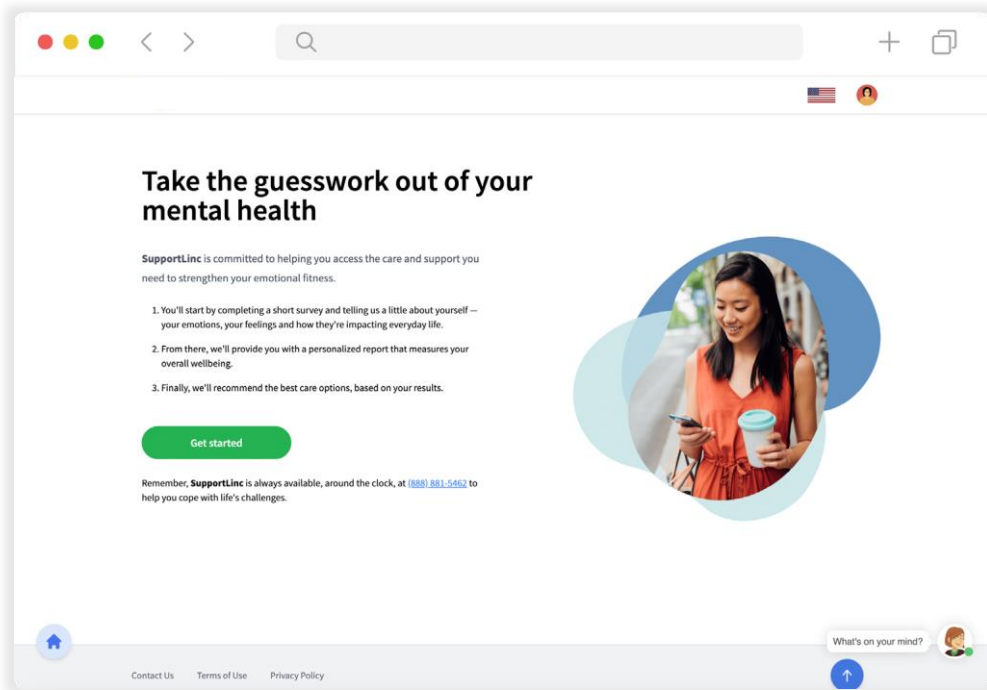 Take the guesswork out of your
mental health
SupportLinc is committed to helping you access the care and support you
need to strengthen your emotional fitness.
1. You'll start by completing a short survey and telling us a little about yourself —
your emotions, your feelings and how they're impacting everyday life.
2. From there, we'll provide you with a personalized report that measures your
overall wellbeing.
3. Finally, we'll recommend the best care options, based on your results.
Get started
Remember, SupportLinc is always available, around the clock, at (888) 881-5462 to
help you cope with life's challenges.
What's on your mind?
Contact Us Terms of Use Privacy Policy